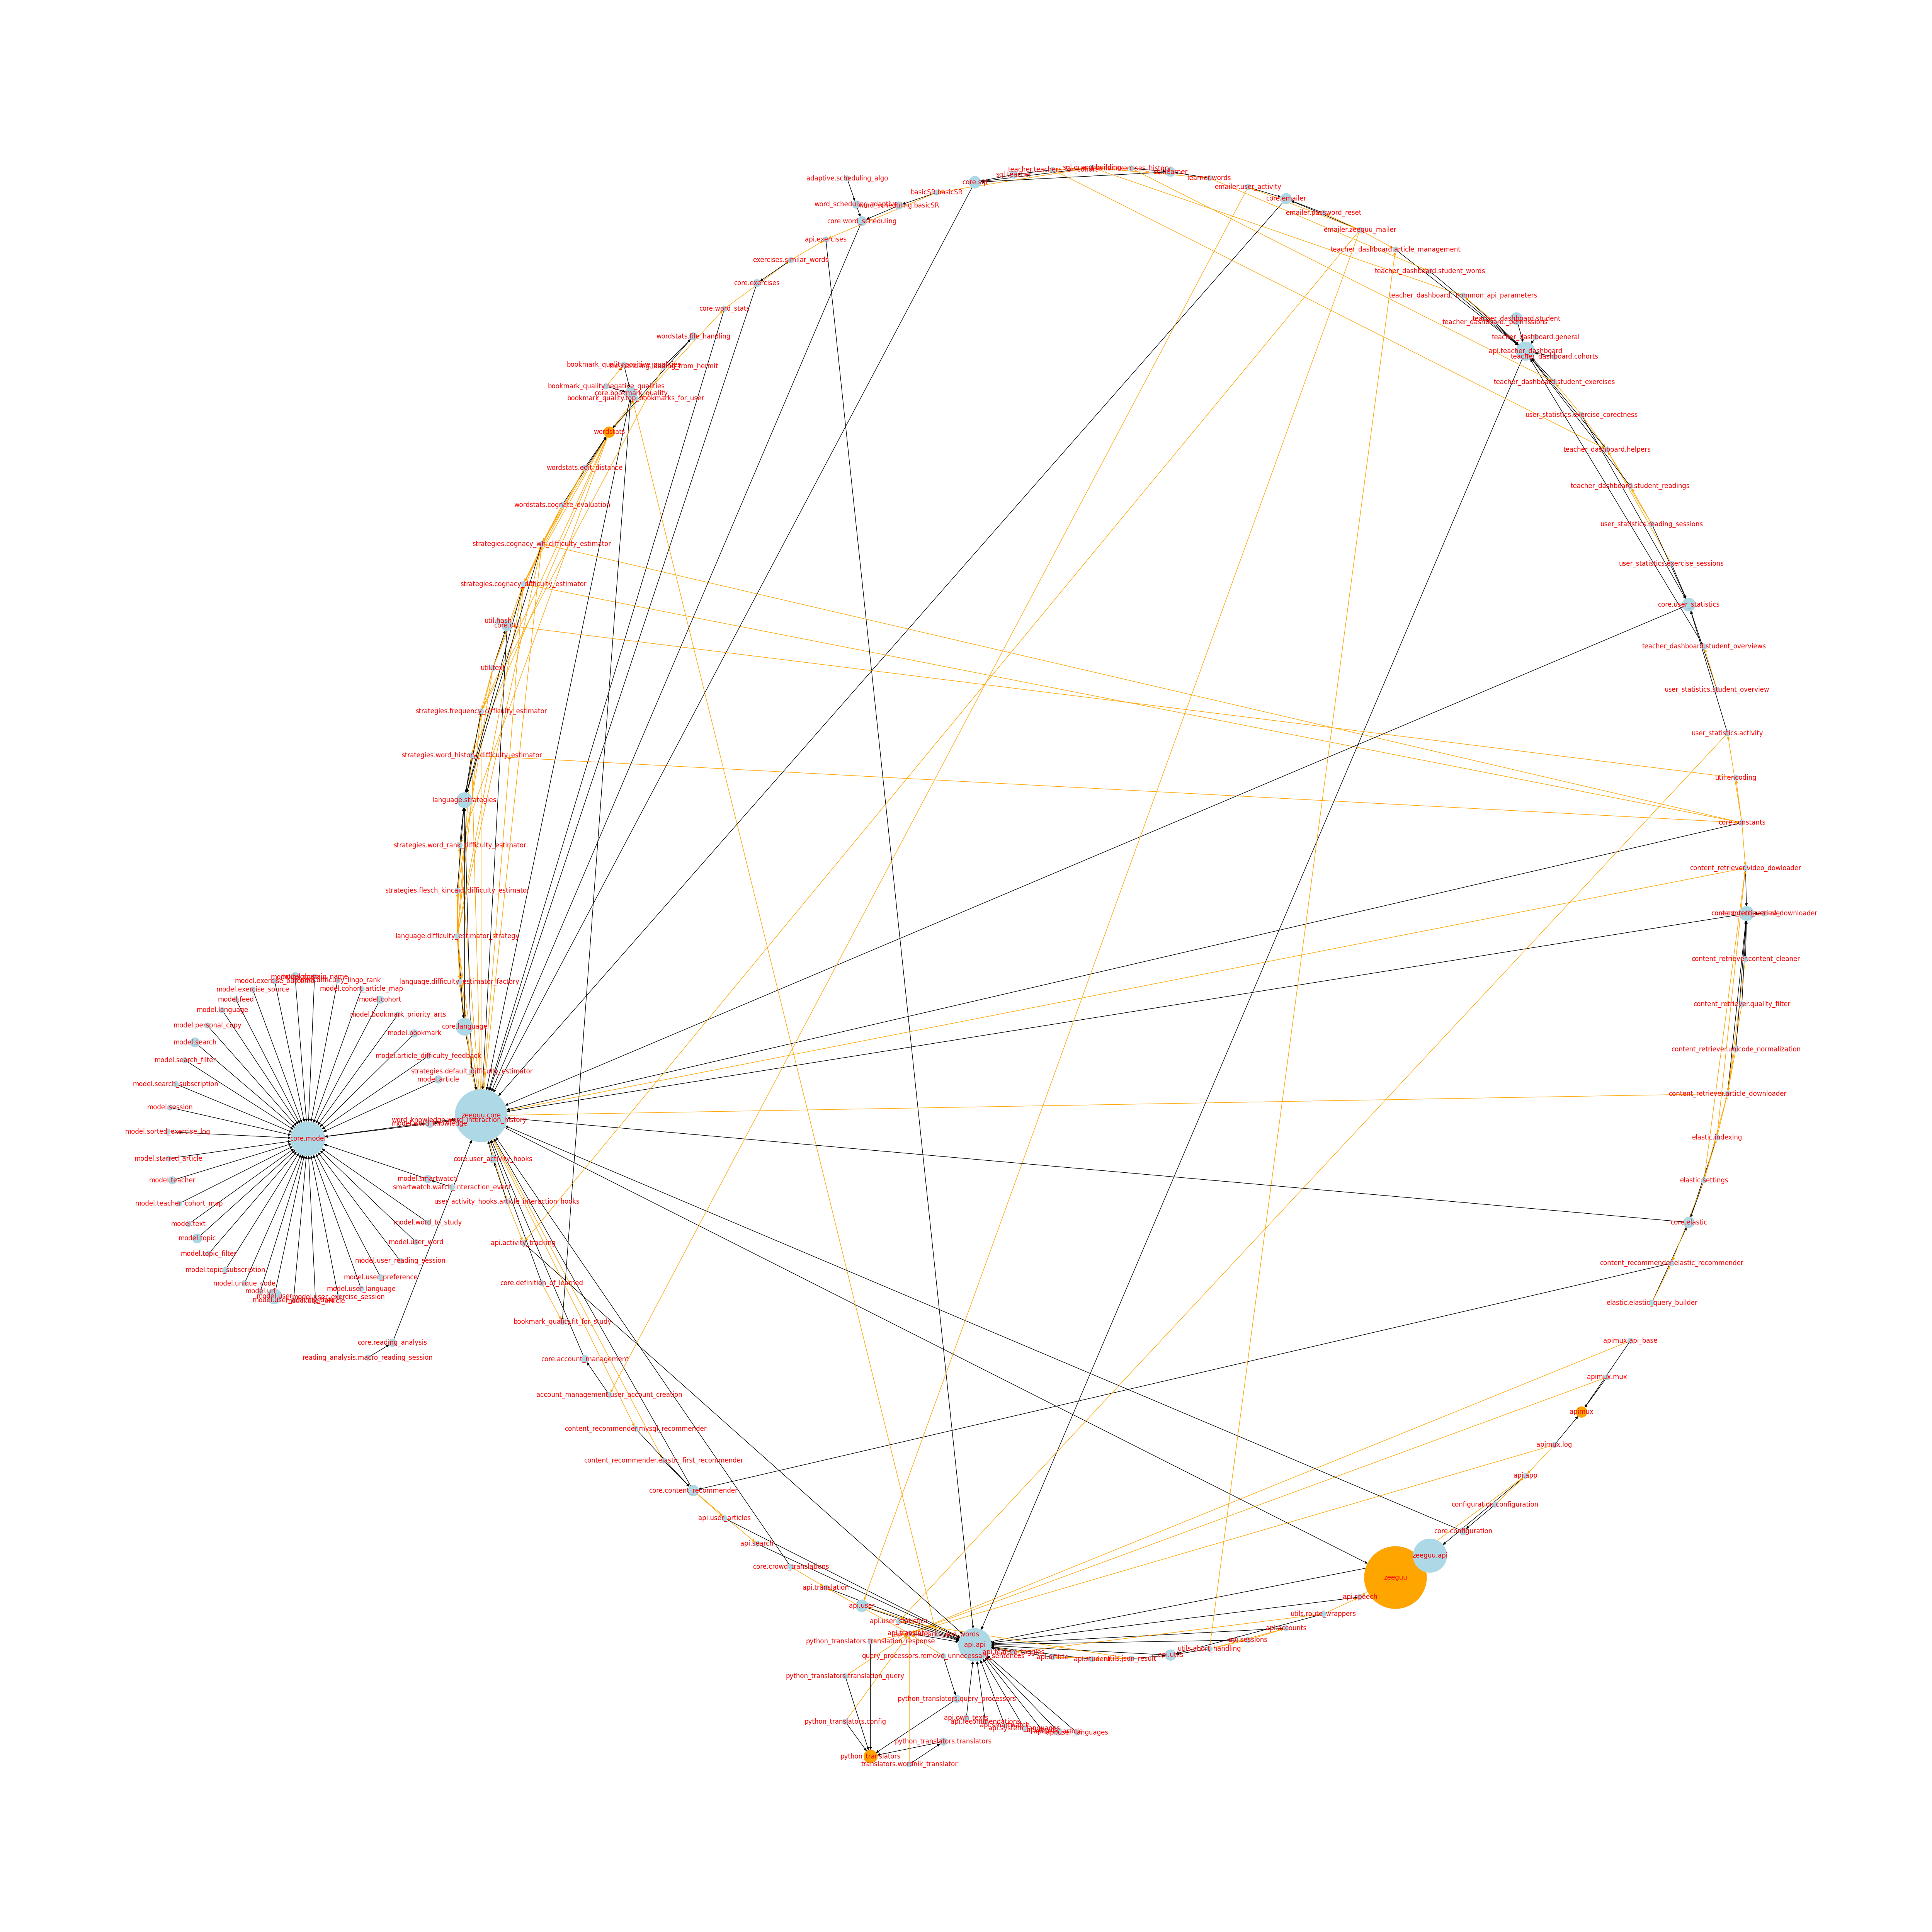 adaptive.scheduling_algo
core.sql
sql.teacher
sql.query_building
sql.learner
learner.words
emailer.user_activity
core.emailer
emailer.password_reset
emailer.zeeguu_mailer
basicSR.basicSR
word_scheduling.basicSR
core.word_scheduling
api.exercises
exercises.similar_words
core.exercises
core.word_stats
teacher_dashboard.article_management
teacher_dashboard.student_words
teacher_dashboard._common_api_parameters
teacher_dashboard.student
teacher_dashboard._permissions
teacher_dashboard.general
api.teacher_dashboard
teacher_dashboard.cohorts
teacher_dashboard.student_exercises
user_statistics.exercise_corectness
teacher_dashboard.helpers
teacher_dashboard.student_readings
user_statistics.reading_sessions
user_statistics.exercise_sessions
core.user_statistics
teacher_dashboard.student_overviews
user_statistics.student_overview
user_statistics.activity
util.encoding
core.constants
content_retriever.video_dowloader
content_retriever.content_cleaner
content_retriever.quality_filter
content_retriever.unicode_normalization
content_retriever.article_downloader
elastic.indexing
elastic.settings
core.elastic
content_recommender.elastic_recommender
elastic.elastic_query_builder
apimux.api_base
apimux.mux
apimux
apimux.log
api.app
configuration.configuration
core.configuration
zeeguu.api
zeeguu
api.speech
utils.route_wrappers
api.accounts
api.sessions
utils.abort_handling
api.utils
utils.json_result
api.student
api.article
api.feature_toggles
api.api
wordstats.file_handling
bookmark_quality.positive_qualities
bookmark_quality.negative_qualities
core.bookmark_quality
bookmark_quality.top_bookmarks_for_user
wordstats
wordstats.edit_distance
wordstats.cognate_evaluation
strategies.cognacy_wh_difficulty_estimator
strategies.cognacy_difficulty_estimator
util.hash
core.util
util.text
strategies.frequency_difficulty_estimator
strategies.word_history_difficulty_estimator
language.strategies
strategies.word_rank_difficulty_estimator
strategies.flesch_kincaid_difficulty_estimator
language.difficulty_estimator_strategy
language.difficulty_estimator_factory
core.language
strategies.default_difficulty_estimator
zeeguu.core
word_knowledge.word_interaction_history
model.word_knowledge
core.model
model.exercise_outcome
model.exercise_source
model.feed
model.language
model.personal_copy
model.search
model.search_filter
model.search_subscription
model.session
model.sorted_exercise_log
model.starred_article
model.teacher
model.teacher_cohort_map
model.text
model.topic
model.topic_filter
model.topic_subscription
model.unique_code
model.url
model.user_article
model.user_exercise_session
model.user_language
model.user_preference
model.user_reading_session
model.user_word
model.word_to_study
model.smartwatch
smartwatch.watch_interaction_event
model.cohort_article_map
model.cohort
model.bookmark_priority_arts
model.bookmark
model.article_difficulty_feedback
model.article
core.reading_analysis
reading_analysis.macro_reading_session
core.user_activity_hooks
user_activity_hooks.article_interaction_hooks
api.activity_tracking
core.definition_of_learned
bookmark_quality.fit_for_study
core.account_management
account_management.user_account_creation
content_recommender.mysql_recommender
content_recommender.elastic_first_recommender
core.content_recommender
api.user_articles
api.search
core.crowd_translations
api.translation
api.user
api.user_statistics
python_translators.translation_response
query_processors.remove_unnecessary_sentences
python_translators.translation_query
python_translators.query_processors
python_translators.config
api.own_texts
api.recommendations
api.system_languages
python_translators.translators
python_translators
translators.wordnik_translator